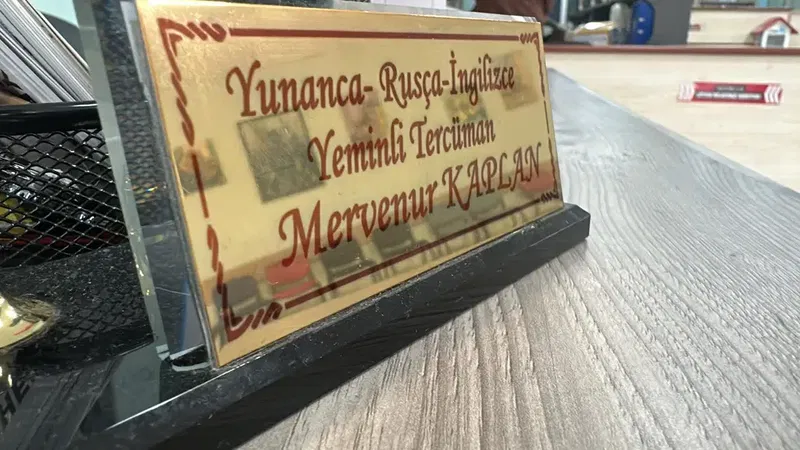 Yunanca- Rusça-İngilizce
Yeminli Tercüman
Mervenur KAPLAN